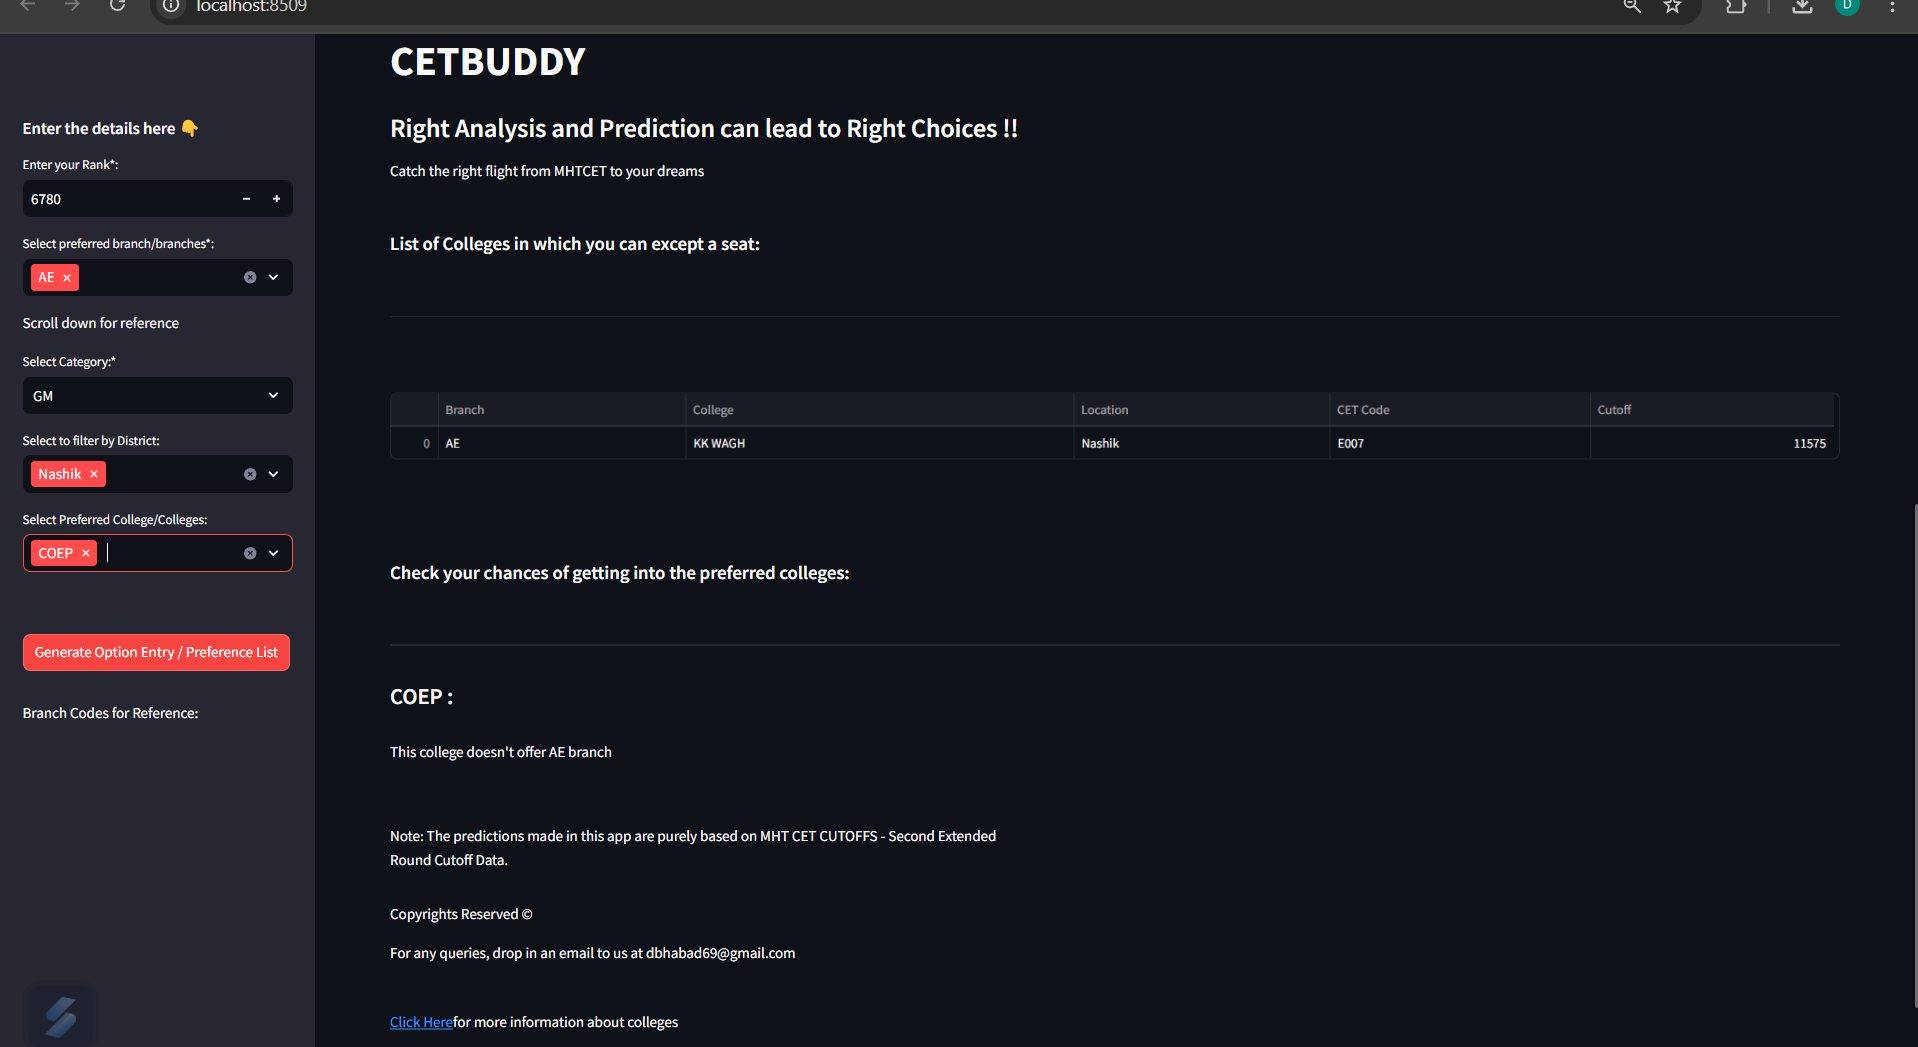 localhost:8509
D
Enter the details here 👇
Enter your Rank*:
6780
- +
Select preferred branch/branches*:
AE ×
Scroll down for reference
Select Category:*
GM
Select to filter by District:
Nashik ×
Select Preferred College/Colleges:
COEP ×
Generate Option Entry / Preference List
Branch Codes for Reference:
CETBUDDY
Right Analysis and Prediction can lead to Right Choices !!
Catch the right flight from MHTCET to your dreams
List of Colleges in which you can except a seat:
Branch College Location CET Code Cutoff
0 AE KK WAGH Nashik E007 11575
Check your chances of getting into the preferred colleges:
COEP :
This college doesn't offer AE branch
Note: The predictions made in this app are purely based on MHT CET CUTOFFS - Second Extended
Round Cutoff Data.
Copyrights Reserved ©
For any queries, drop in an email to us at dbhabad69@gmail.com
Click Herefor more information about colleges